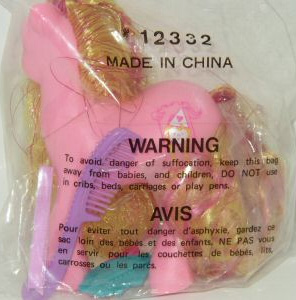 # 12332
MADE IN CHINA
WARNING
To avoid danger of suffocation, keep this bag
away from babies, and children, DO NOT use
in cribs, beds, carriages or play pens.
AVIS
Pour eviter tout danger d'asphyxie, gardez ce
sac loin des bébés et des enfants, NE PAS vous
en servir pour les couchettes de bébés, lits,
carrosses ou les parcs.